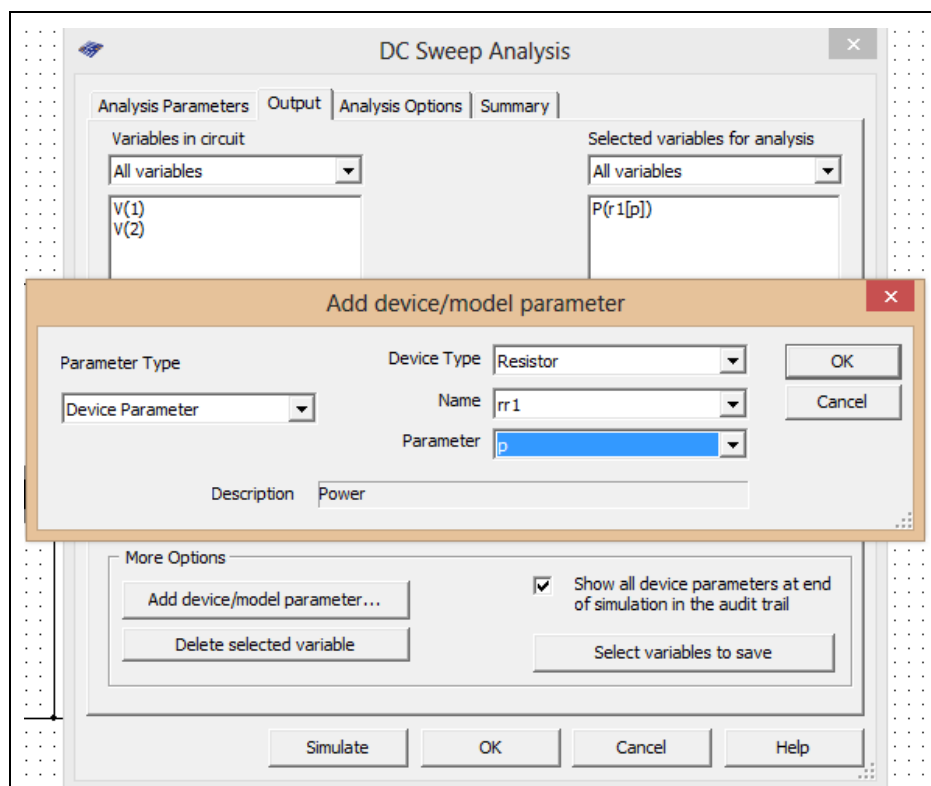 DC Sweep Analysis
Analysis Parameters Output Analysis Options Summary
Variables in circuit
Selected variables for analysis
All variables
All variables
V(1)
V(2)
P(r1[p])
Add device/model parameter
Parameter Type
Device Parameter
Device Type Resistor
Name rr1
Parameter p
Description Power
OK
Cancel
More Options
Add device/model parameter...
Delete selected variable
Show all device parameters at end
of simulation in the audit trail
Select variables to save
Simulate OK Cancel Help